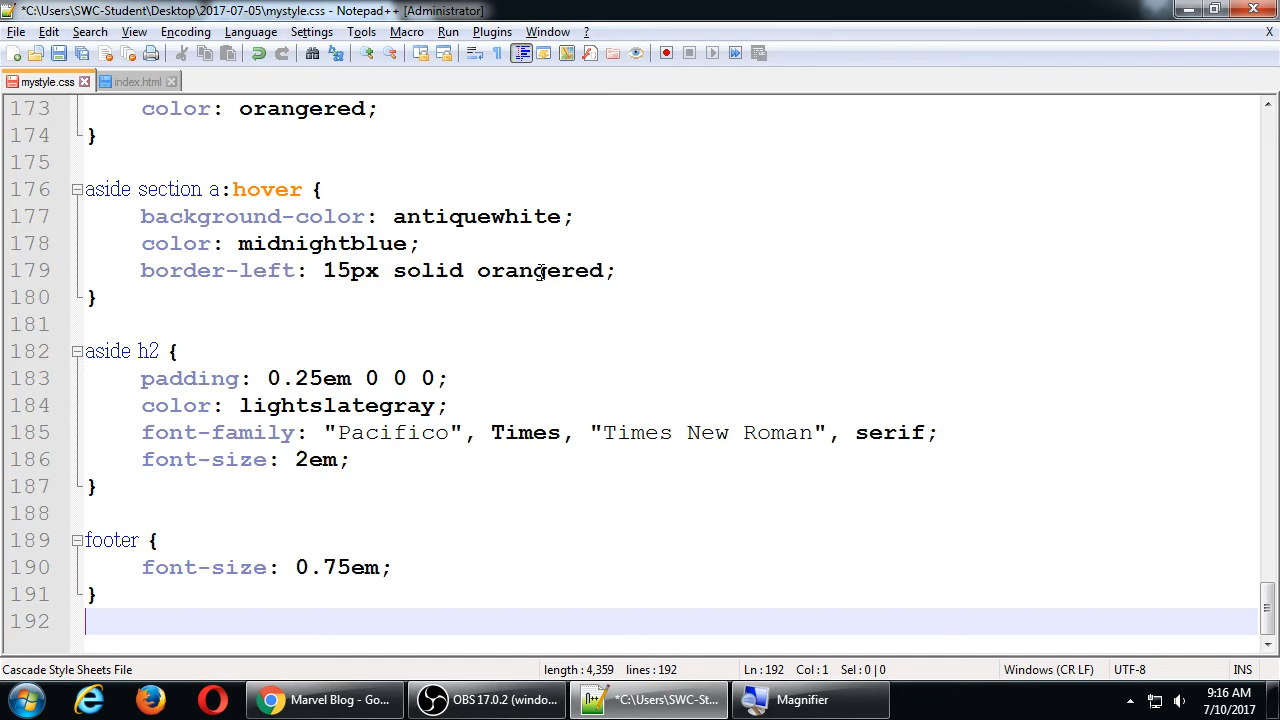 *C:\Users\SWC-Student\Desktop\2017-07-05\mystyle.css - Notepad++ [Administrator]
File Edit Search View Encoding Language Settings Tools Macro Run Plugins Window ? X
mystyle.css index.html
173 color: orangered;
174 }
175
176 aside section a:hover {
177 background-color: antiquewhite;
178 color: midnightblue;
179 border-left: 15px solid orangered;
180 }
181
182 aside h2 {
183 padding: 0.25em 0 0 0;
184 color: lightslategray;
185 font-family: "Pacifico", Times, "Times New Roman", serif;
186 font-size: 2em;
187 }
188
189 footer {
190 font-size: 0.75em;
191 }
192
Cascade Style Sheets File length : 4,359 lines : 192 Ln : 192 Col : 1 Sel : 0 | 0 Windows (CR LF) UTF-8 INS
Marvel Blog - Go... OBS 17.0.2 (windo... *C:\Users\SWC-St... Magnifier 9:16 AM
7/10/2017